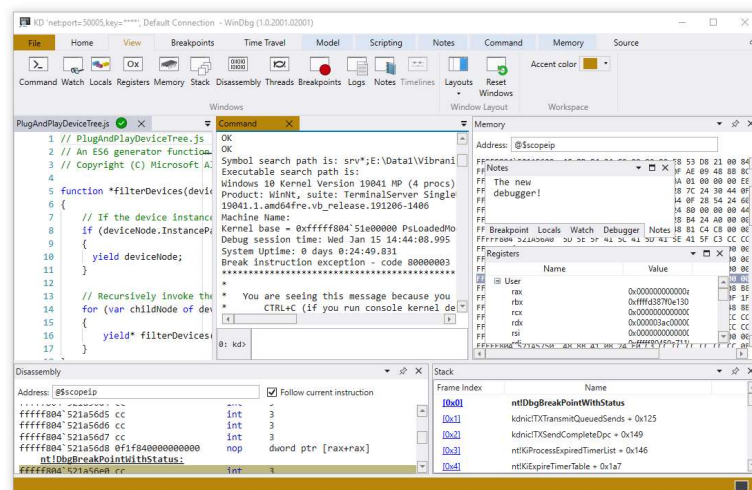 KD 'net:port=50005,key=****', Default Connection - WinDbg (1.0.2001.02001)
File Home View Breakpoints Time Travel Model Scripting Notes Command Memory Source
Command Watch Locals Registers Memory Stack Disassembly Threads Breakpoints Logs Notes Timelines Layouts Reset Windows Accent color
Windows Window Layout Workspace
PlugAndPlayDeviceTree.js
1 // PlugAndPlayDeviceTree.js
2 // An ES6 generator function
3 // Copyright (C) Microsoft
4
5 function *filterDevices(devi
6 {
7 // If the device instance
8 if (deviceNode.InstancePa
9 {
10 yield deviceNode;
11 }
12
13 // Recursively invoke the
14 for (var childNode of dev
15 {
16 yield* filterDevices(
17 }
Command
OK
OK
Symbol search path is: srv*;E:\Data1\Vibrani
Executable search path is:
Windows 10 Kernel Version 19041 MP (4 procs)
Product: WinNt, suite: TerminalServer Single
19041.1.amd64fre.vb_release.191206-1406
Machine Name:
Kernel base = 0xfffff804`51e00000 PsLoadedMo
Debug session time: Wed Jan 15 14:44:08.995
System Uptime: 0 days 0:24:49.831
Break instruction exception - code 80000003
*
* You are seeing this message because you
* CTRL+C (if you run console kernel de
0: kd>
Memory
Address: @$scopeip
Notes
The new
debugger!
Breakpoint Locals Watch Debugger Notes
Registers
Name Value
User
rax 0x000000000000
rbx 0xffffd387f0e130
rcx 0x000000000000
rdx 0x000003ac0000
rsi 0x000000000000
Disassembly
Address: @$scopeip Follow current instruction
fffff804`521a56d5 cc int 3
fffff804`521a56d6 cc int 3
fffff804`521a56d7 cc int 3
fffff804`521a56d8 0f1f840000000000 nop dword ptr [rax+rax]
nt!DbgBreakPointWithStatus:
fffff804`521a56e0 cc int 3
Stack
Frame Index Name
[0x0] nt!DbgBreakPointWithStatus
[0x1] kdnic!TXTransmitQueuedSends + 0x125
[0x2] kdnic!TXSendCompleteDpc + 0x149
[0x3] nt!KiProcessExpiredTimerList + 0x146
[0x4] nt!KiExpireTimerTable + 0x1a7